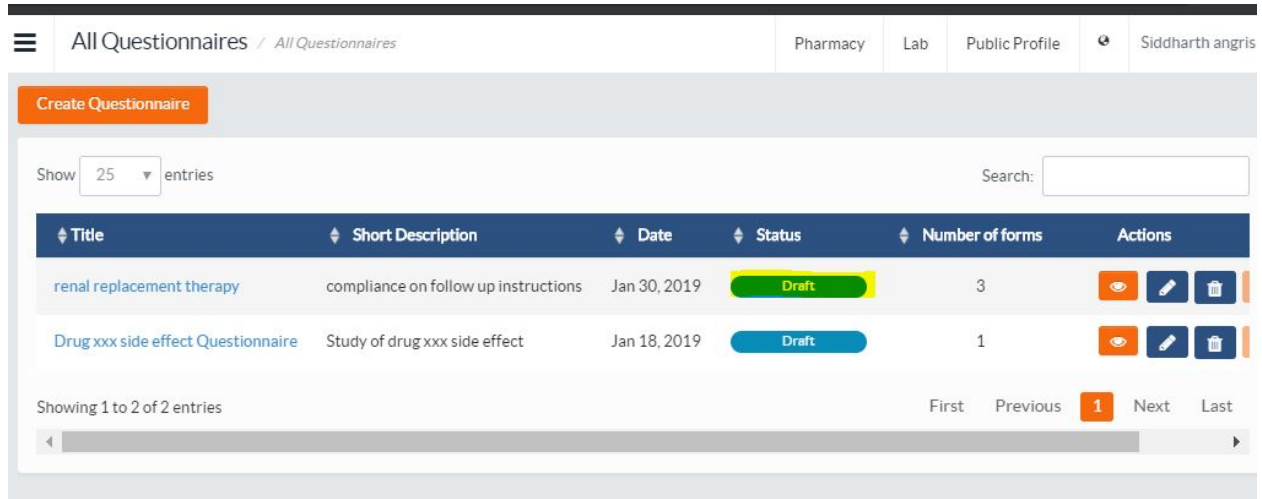 All Questionnaires / All Questionnaires Pharmacy Lab Public Profile Siddharth angris
Create Questionnaire
Show 25 entries Search:
Title Short Description Date Status Number of forms Actions
renal replacement therapy compliance on follow up instructions Jan 30, 2019 Draft 3
Drug xxx side effect Questionnaire Study of drug xxx side effect Jan 18, 2019 Draft 1
Showing 1 to 2 of 2 entries First Previous 1 Next Last